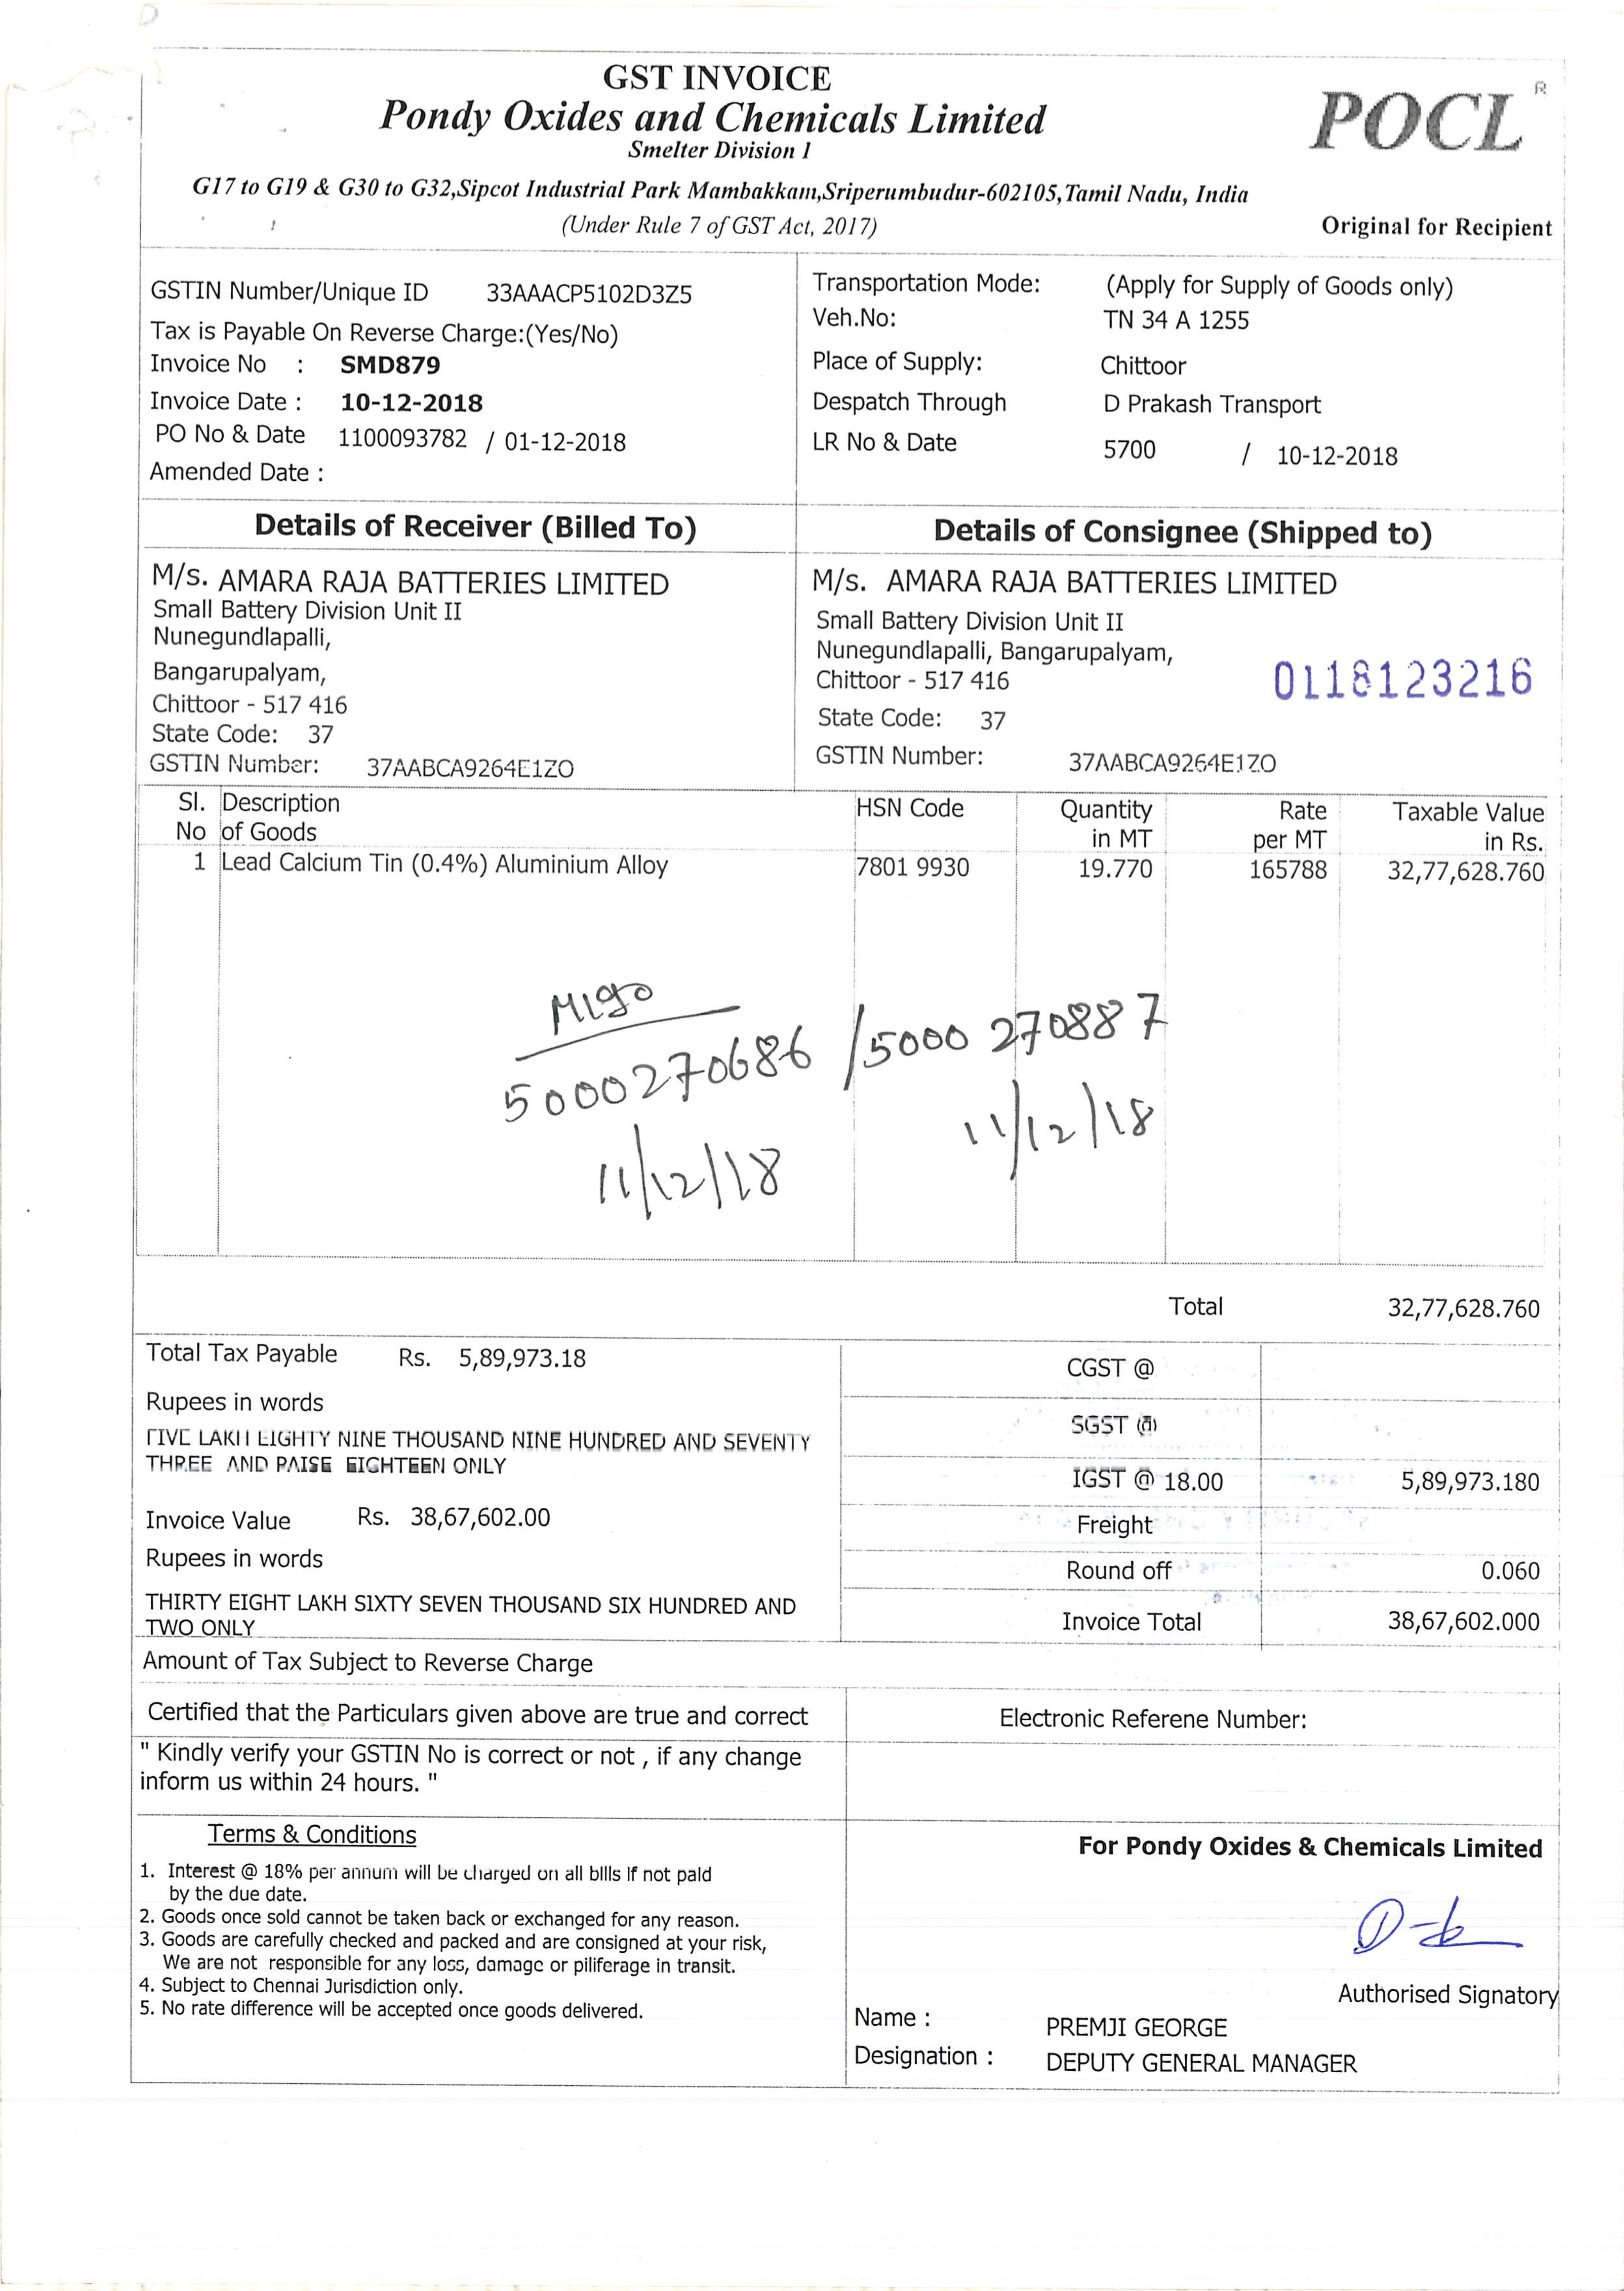 GST INVOICE
Pondy Oxides and Chemicals Limited
POCL ®
Smelter Division 1
G17 to G19 & G30 to G32,Sipcot Industrial Park Mambakkam,Sriperumbudur-602105,Tamil Nadu, India
(Under Rule 7 of GST Act, 2017)
Original for Recipient
GSTIN Number/Unique ID 33AAACP5102D3Z5
Tax is Payable On Reverse Charge:(Yes/No)
Invoice No : SMD879
Invoice Date : 10-12-2018
PO No & Date 1100093782 / 01-12-2018
Amended Date :
Transportation Mode: (Apply for Supply of Goods only)
Veh.No: TN 34 A 1255
Place of Supply: Chittoor
Despatch Through D Prakash Transport
LR No & Date 5700 / 10-12-2018
Details of Receiver (Billed To)
M/s. AMARA RAJA BATTERIES LIMITED
Small Battery Division Unit II
Nunegundlapalli,
Bangarupalyam,
Chittoor - 517 416
State Code: 37
GSTIN Number: 37AABCA9264E1ZO
Details of Consignee (Shipped to)
M/s. AMARA RAJA BATTERIES LIMITED
Small Battery Division Unit II
Nunegundlapalli, Bangarupalyam,
Chittoor - 517 416
0118123216
State Code: 37
GSTIN Number: 37AABCA9264E1ZO
Sl. Description HSN Code Quantity Rate Taxable Value
No of Goods in MT per MT in Rs.
1 Lead Calcium Tin (0.4%) Aluminium Alloy 7801 9930 19.770 165788 32,77,628.760
Migo
5000270686 /5000 270887
11/12/18 11/12/18
Total 32,77,628.760
Total Tax Payable Rs. 5,89,973.18
Rupees in words
FIVE LAKH EIGHTY NINE THOUSAND NINE HUNDRED AND SEVENTY
THREE AND PAISE EIGHTEEN ONLY
Invoice Value Rs. 38,67,602.00
Rupees in words
THIRTY EIGHT LAKH SIXTY SEVEN THOUSAND SIX HUNDRED AND
TWO ONLY
CGST @
SGST @
IGST @ 18.00 5,89,973.180
Freight
Round off 0.060
Invoice Total 38,67,602.000
Amount of Tax Subject to Reverse Charge
Certified that the Particulars given above are true and correct
Electronic Referene Number:
" Kindly verify your GSTIN No is correct or not , if any change
inform us within 24 hours. "
Terms & Conditions
1. Interest @ 18% per annum will be charged on all bills if not paid
by the due date.
2. Goods once sold cannot be taken back or exchanged for any reason.
3. Goods are carefully checked and packed and are consigned at your risk,
We are not responsible for any loss, damage or piliferage in transit.
4. Subject to Chennai Jurisdiction only.
5. No rate difference will be accepted once goods delivered.
For Pondy Oxides & Chemicals Limited
Authorised Signatory
Name : PREMJI GEORGE
Designation : DEPUTY GENERAL MANAGER